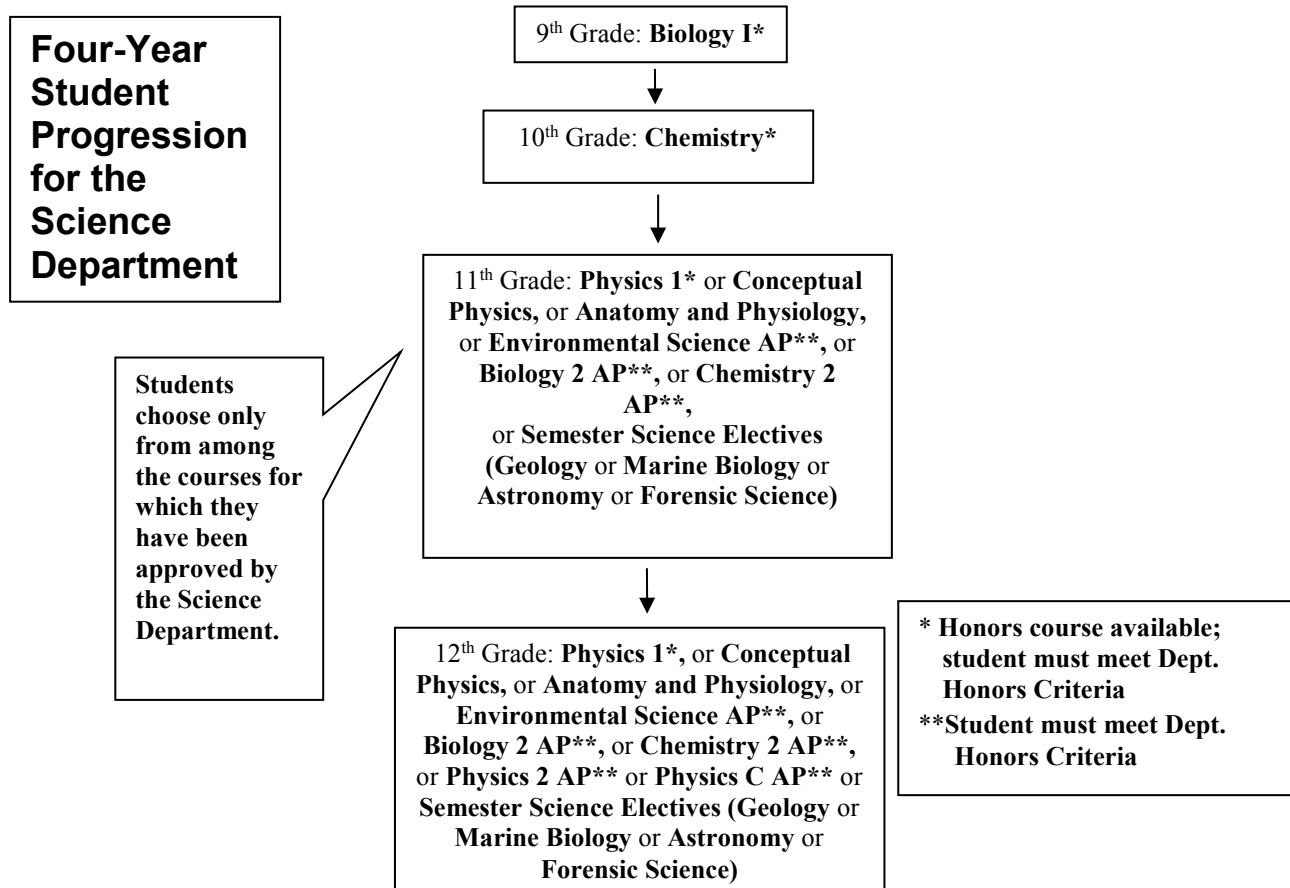 Four-Year
Student
Progression
for the
Science
Department
9th Grade: Biology I*
10th Grade: Chemistry*
11th Grade: Physics 1* or Conceptual
Physics, or Anatomy and Physiology,
or Environmental Science AP**, or
Biology 2 AP**, or Chemistry 2
AP**,
or Semester Science Electives
(Geology or Marine Biology or
Astronomy or Forensic Science)
Students
choose only
from among
the courses for
which they
have been
approved by
the Science
Department.
12th Grade: Physics 1*, or Conceptual
Physics, or Anatomy and Physiology, or
Environmental Science AP**, or
Biology 2 AP**, or Chemistry 2 AP**,
or Physics 2 AP** or Physics C AP** or
Semester Science Electives (Geology or
Marine Biology or Astronomy or
Forensic Science)
* Honors course available;
student must meet Dept.
Honors Criteria
**Student must meet Dept.
Honors Criteria